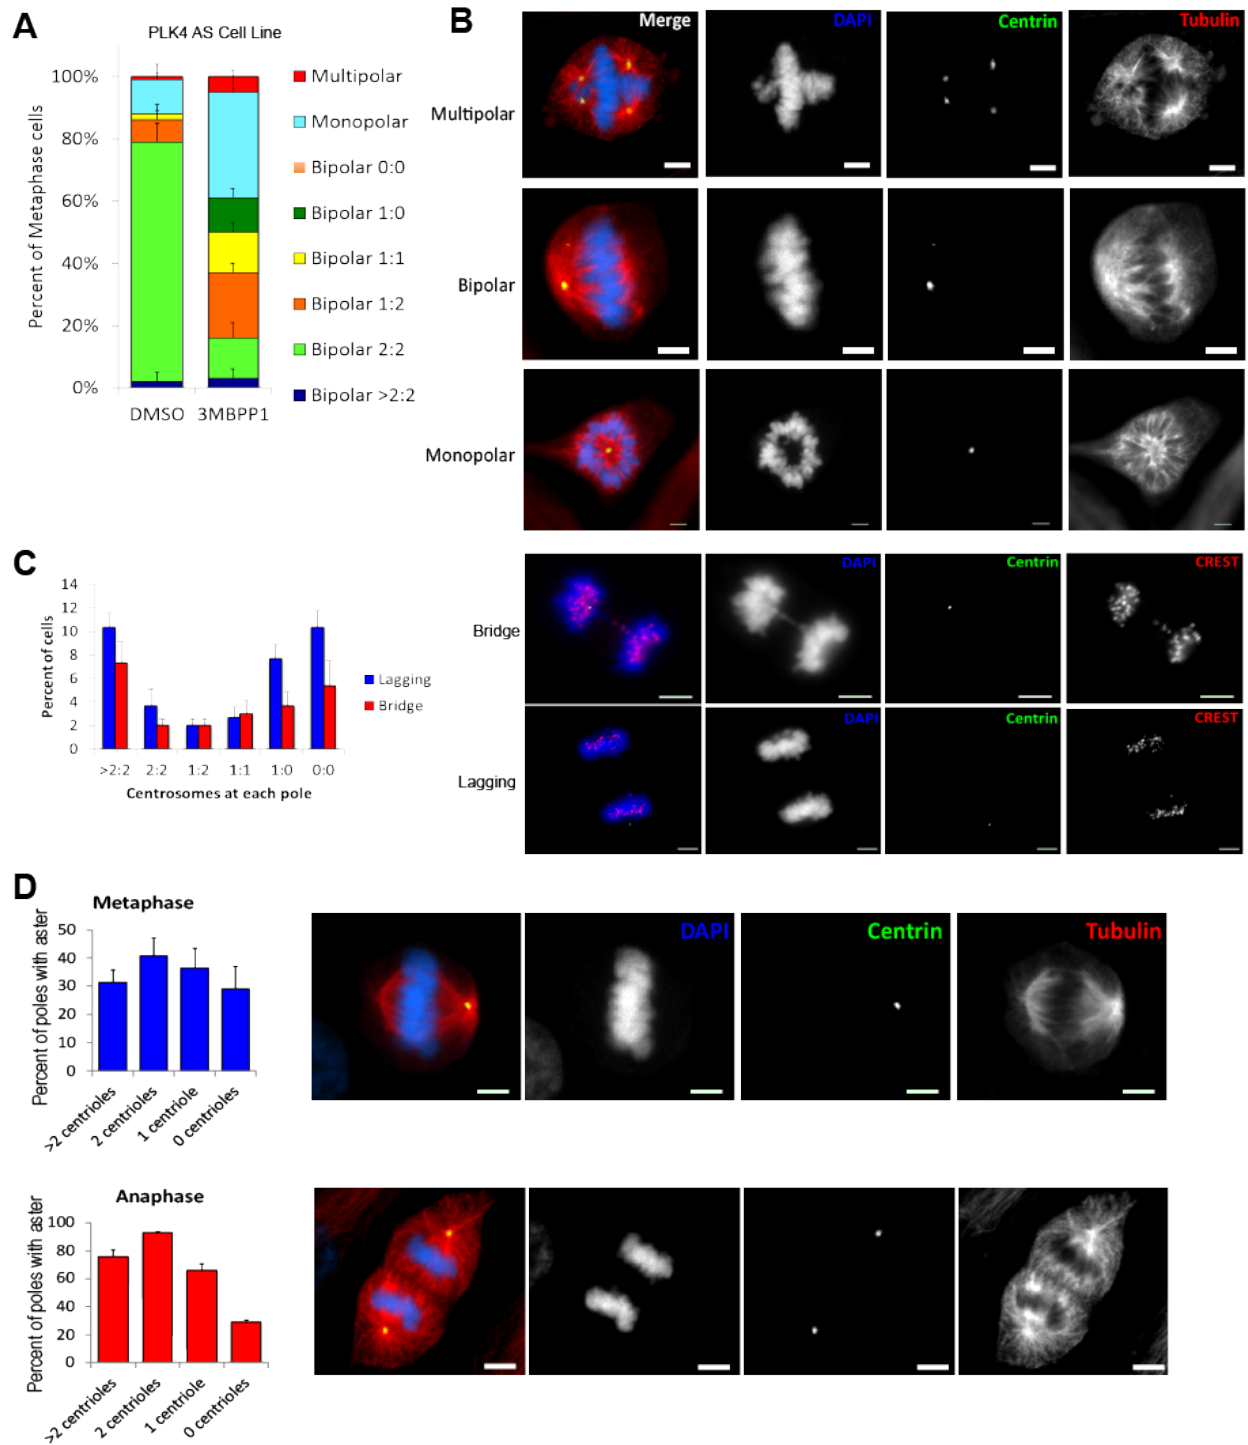 A
PLK4 AS Cell Line
Percent of Metaphase cells
100%
80%
60%
40%
20%
0%
DMSO
3MBPP1
Multipolar
Monopolar
Bipolar 0:0
Bipolar 1:0
Bipolar 1:1
Bipolar 1:2
Bipolar 2:2
Bipolar >2:2
B
Merge
DAPI
Centrin
Tubulin
Multipolar
Bipolar
Monopolar
DAPI
Centrin
CREST
Bridge
DAPI
Centrin
CREST
Lagging
C
Percent of cells
14
12
10
8
6
4
2
0
>2:2
2:2
1:2
1:1
1:0
0:0
Centrosomes at each pole
Lagging
Bridge
D
Metaphase
Percent of poles with aster
50
40
30
20
10
0
>2 centrioles
2 centrioles
1 centriole
0 centrioles
DAPI
Centrin
Tubulin
Anaphase
Percent of poles with aster
100
80
60
40
20
0
>2 centrioles
2 centrioles
1 centriole
0 centrioles